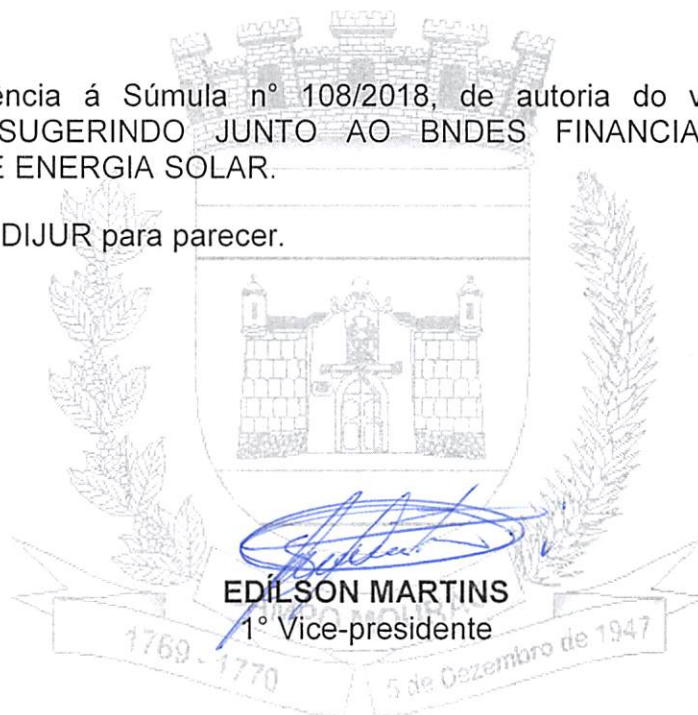 ência á Súmula n° 108/2018, de autoria do v
SUGERINDO JUNTO AO BNDES FINANCIA
E ENERGIA SOLAR.
DIJUR para parecer.
EDÍLSON MARTINS
1° Vice-presidente
1769 - 1770
5 de Dezembro de 1947